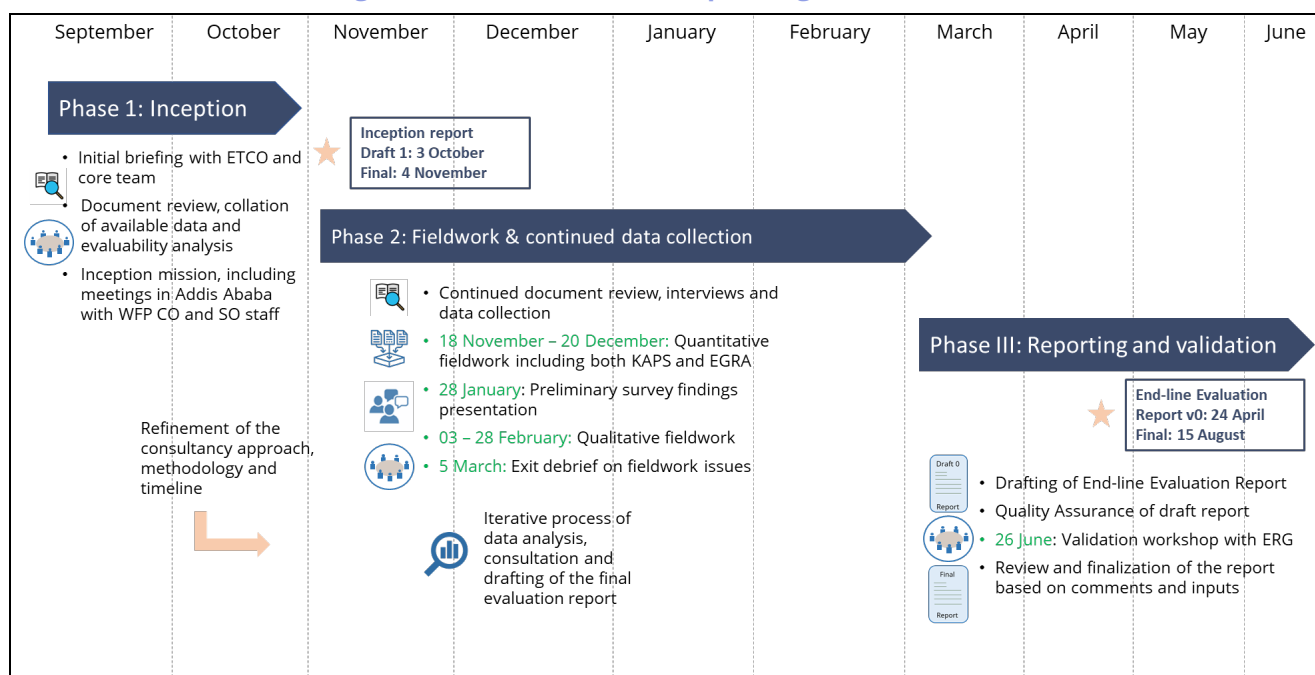 September October November December January February March April May June
Phase 1: Inception
• Initial briefing with ETCO and
core team
• Document review, collation
of available data and
evaluability analysis
• Inception mission, including
meetings in Addis Ababa
with WFP CO and SO staff
Inception report
Draft 1: 3 October
Final: 4 November
Refinement of the
consultancy approach,
methodology and
timeline
Phase 2: Fieldwork & continued data collection
• Continued document review, interviews and
data collection
• 18 November – 20 December: Quantitative
fieldwork including both KAPS and EGRA
• 28 January: Preliminary survey findings
presentation
• 03 – 28 February: Qualitative fieldwork
• 5 March: Exit debrief on fieldwork issues
Iterative process of
data analysis,
consultation and
drafting of the final
evaluation report
Phase III: Reporting and validation
End-line Evaluation
Report v0: 24 April
Final: 15 August
Draft 0
Report
• Drafting of End-line Evaluation Report
• Quality Assurance of draft report
• 26 June: Validation workshop with ERG
• Review and finalization of the report
based on comments and inputs
Final
Report